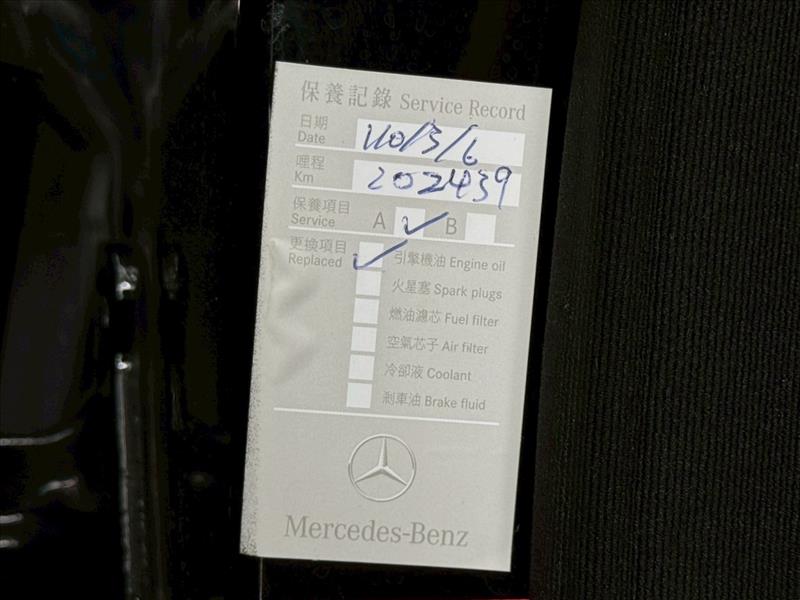 保養記錄 Service Record
日期 110/3/6
Date
哩程 202439
Km
保養項目
Service A ✓ B
更換項目
Replaced ✓ 引擎機油 Engine oil
火星塞 Spark plugs
燃油濾芯 Fuel filter
空氣芯子 Air filter
冷卻液 Coolant
剎車油 Brake fluid
Mercedes-Benz